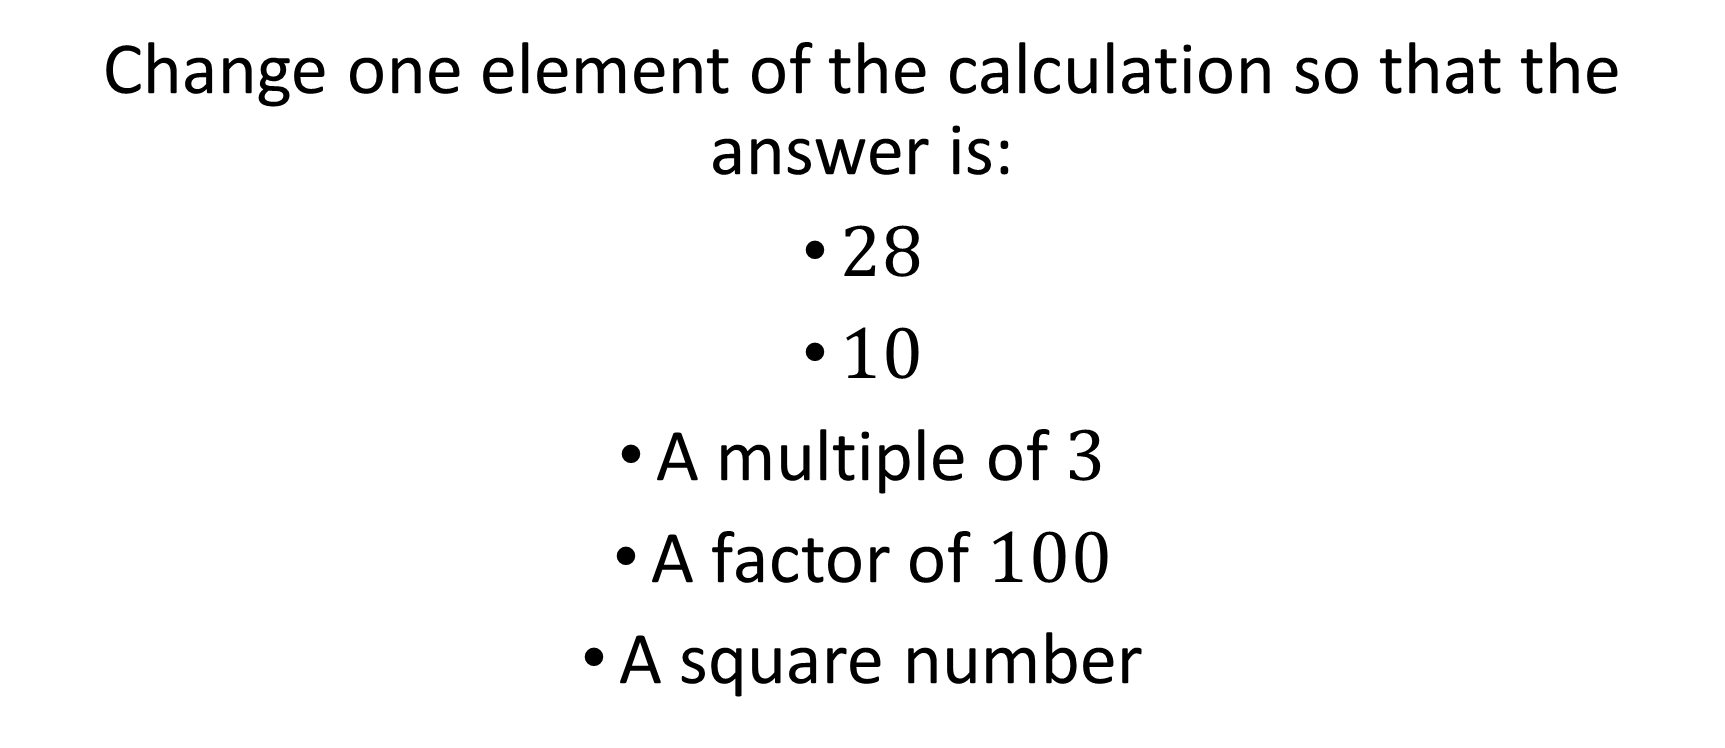 Change one element of the calculation so that the
answer is:
• 28
• 10
• A multiple of 3
• A factor of 100
• A square number